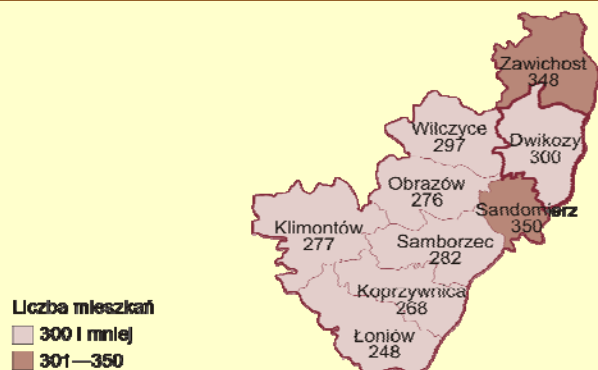 Zawichost
348
Wilczyce
297
Dwikozy
300
Obrazów
276
Sandomierz
350
Klimontów
277
Samborzec
282
Koprzywnica
268
Łoniów
248
Liczba mieszkań
300 i mniej
301—350